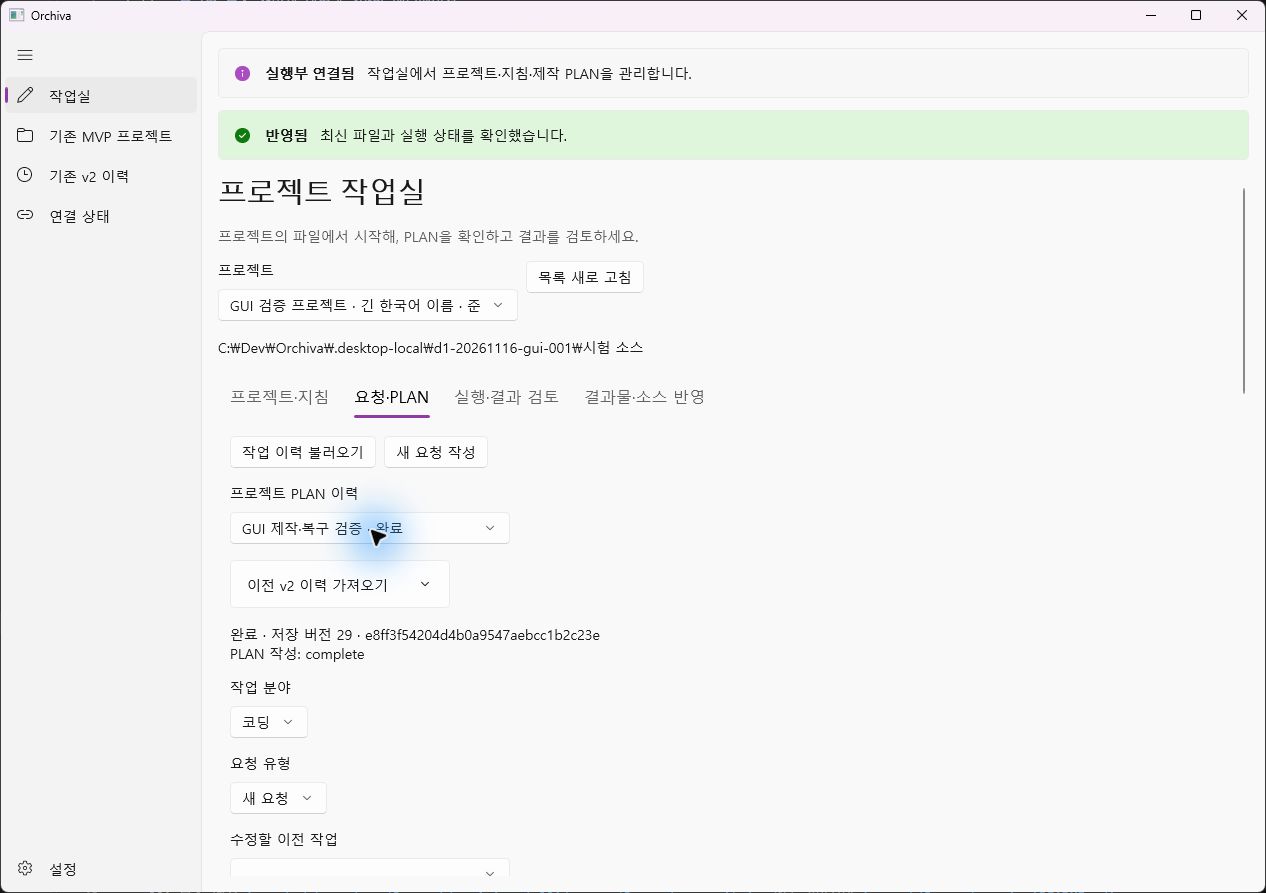 Orchiva
작업실
기존 MVP 프로젝트
기존 v2 이력
연결 상태
설정
실행부 연결됨 작업실에서 프로젝트·지침·제작 PLAN을 관리합니다.
반영됨 최신 파일과 실행 상태를 확인했습니다.
프로젝트 작업실
프로젝트의 파일에서 시작해, PLAN을 확인하고 결과를 검토하세요.
프로젝트
목록 새로 고침
GUI 검증 프로젝트 · 긴 한국어 이름 · 준
C:₩Dev₩Orchiva₩.desktop-local₩d1-20261116-gui-001₩시험 소스
프로젝트·지침 요청·PLAN 실행·결과 검토 결과물·소스 반영
작업 이력 불러오기 새 요청 작성
프로젝트 PLAN 이력
GUI 제작·복구 검증 · 완료
이전 v2 이력 가져오기
완료 · 저장 버전 29 · e8ff3f54204d4b0a9547aebcc1b2c23e
PLAN 작성: complete
작업 분야
코딩
요청 유형
새 요청
수정할 이전 작업